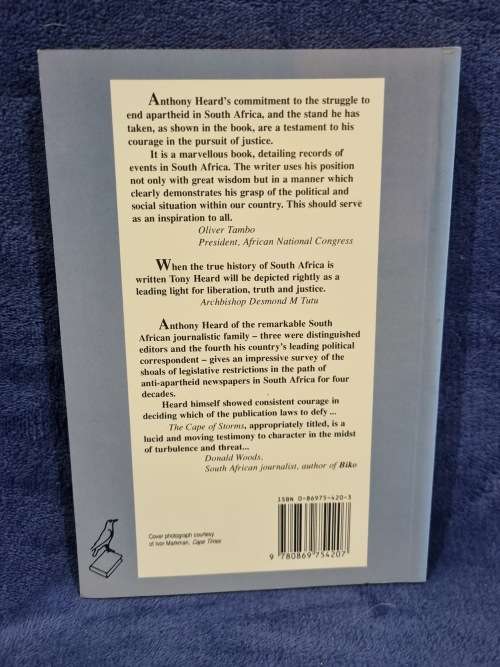 Anthony Heard's commitment to the struggle to
end apartheid in South Africa, and the stand he has
taken, as shown in the book, are a testament to his
courage in the pursuit of justice.
It is a marvellous book, detailing records of
events in South Africa. The writer uses his position
not only with great wisdom but in a manner which
clearly demonstrates his grasp of the political and
social situation within our country. This should serve
as an inspiration to all.
Oliver Tambo
President, African National Congress
When the true history of South Africa is
written Tony Heard will be depicted rightly as a
leading light for liberation, truth and justice.
Archbishop Desmond M Tutu
Anthony Heard of the remarkable South
African journalistic family – three were distinguished
editors and the fourth his country's leading political
correspondent – gives an impressive survey of the
shoals of legislative restrictions in the path of
anti-apartheid newspapers in South Africa for four
decades.
Heard himself showed consistent courage in
deciding which of the publication laws to defy ...
The Cape of Storms, appropriately titled, is a
lucid and moving testimony to character in the midst
of turbulence and threat...
Donald Woods,
South African journalist, author of Biko
ISBN 0-86975-420-3
9 780869 754207
Cover photograph courtesy
of Ivor Markman, Cape Times